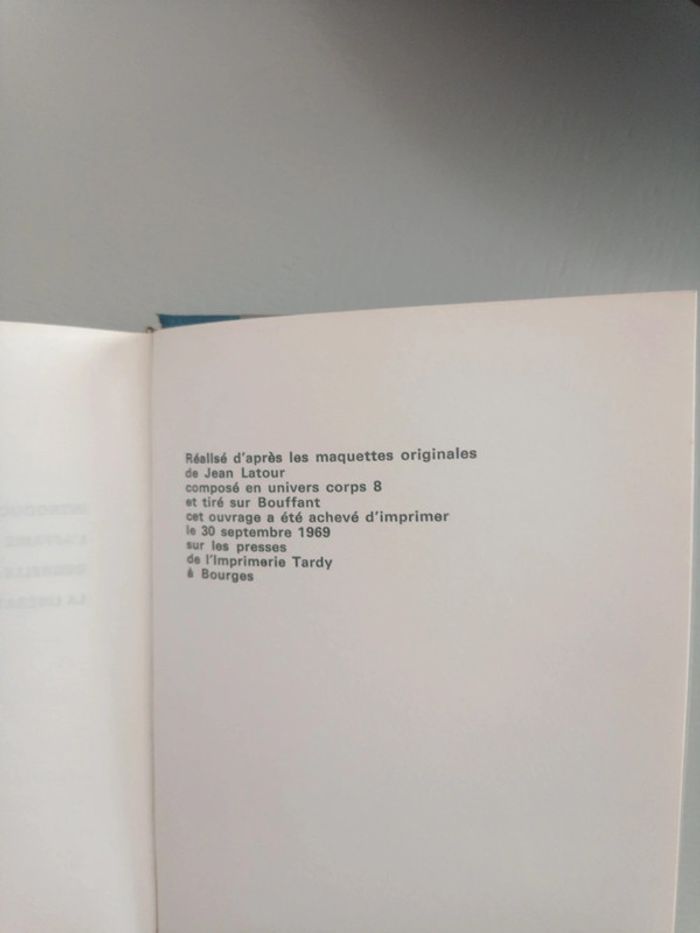 Réalisé d'après les maquettes originales
de Jean Latour
composé en univers corps 8
et tiré sur Bouffant
cet ouvrage a été achevé d'imprimer
le 30 septembre 1969
sur les presses
de l'Imprimerie Tardy
à Bourges